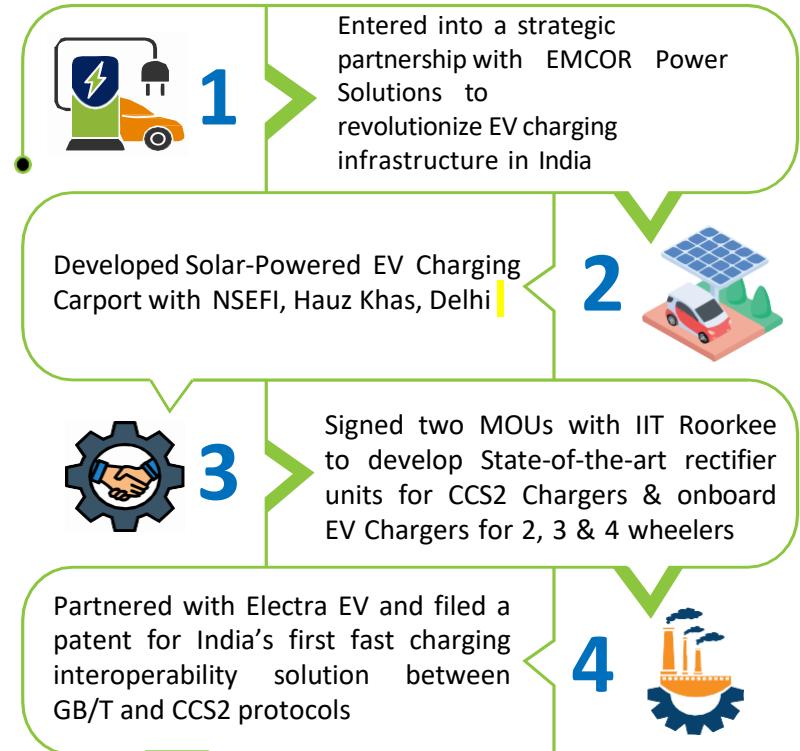 1
Entered into a strategic
partnership with EMCOR Power
Solutions to
revolutionize EV charging
infrastructure in India
Developed Solar-Powered EV Charging
Carport with NSEFI, Hauz Khas, Delhi
2
3
Signed two MOUs with IIT Roorkee
to develop State-of-the-art rectifier
units for CCS2 Chargers & onboard
EV Chargers for 2, 3 & 4 wheelers
Partnered with Electra EV and filed a
patent for India’s first fast charging
interoperability solution between
GB/T and CCS2 protocols
4